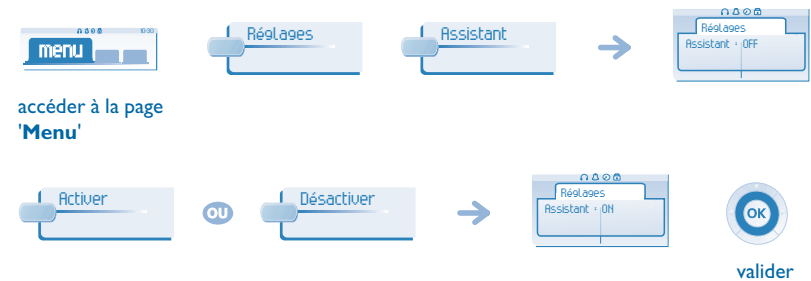 10:30
menu
Réglages
Assistant
Réglages
Assistant : OFF
accéder à la page
'Menu'
Activer
OU
Désactiver
Réglages
Assistant : ON
OK
valider